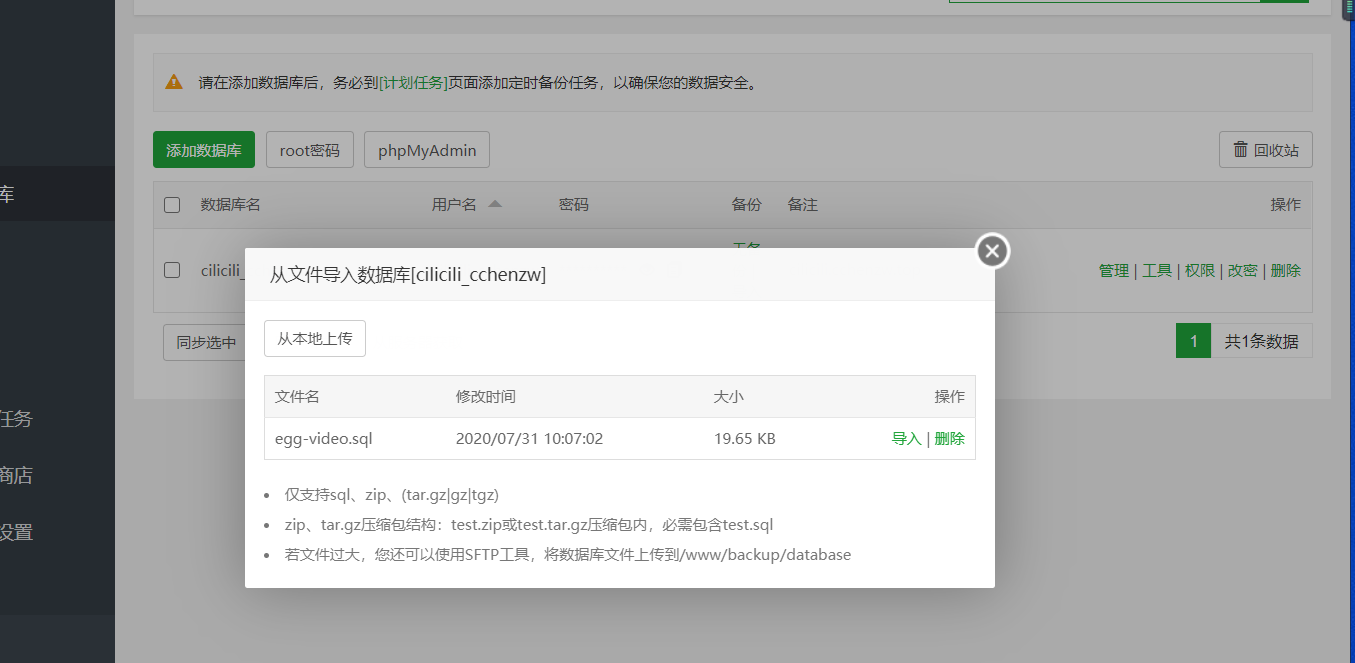 请在添加数据库后，务必到[计划任务]页面添加定时备份任务，以确保您的数据安全。
添加数据库 root密码 phpMyAdmin 回收站
库
数据库名 用户名 密码 备份 备注 操作
cilicili_ 管理 | 工具 | 权限 | 改密 | 删除
从文件导入数据库[cilicili_cchenzw]
同步选中 1 共1条数据
从本地上传
文件名 修改时间 大小 操作
egg-video.sql 2020/07/31 10:07:02 19.65 KB 导入 | 删除
任务
商店
设置
• 仅支持sql、zip、(tar.gz|gz|tgz)
• zip、tar.gz压缩包结构：test.zip或test.tar.gz压缩包内，必需包含test.sql
• 若文件过大，您还可以使用SFTP工具，将数据库文件上传到/www/backup/database